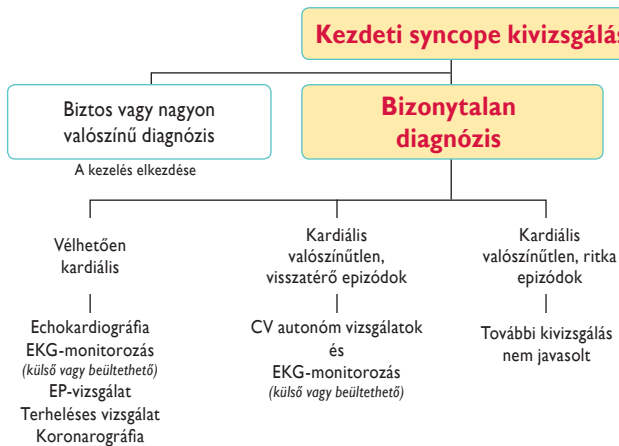 Kezdeti syncope kivizsgálás
Biztos vagy nagyon
valószínű diagnózis
A kezelés elkezdése
Bizonytalan
diagnózis
Vélhetően
kardiális
Echokardiográfia
EKG-monitorozás
(külső vagy beültethető)
EP-vizsgálat
Terheléses vizsgálat
Koronarográfia
Kardiális
valószínűtlen,
visszatérő epizódok
CV autonóm vizsgálatok
és
EKG-monitorozás
(külső vagy beültethető)
Kardiális
valószínűtlen, ritka
epizódok
További kivizsgálás
nem javasolt